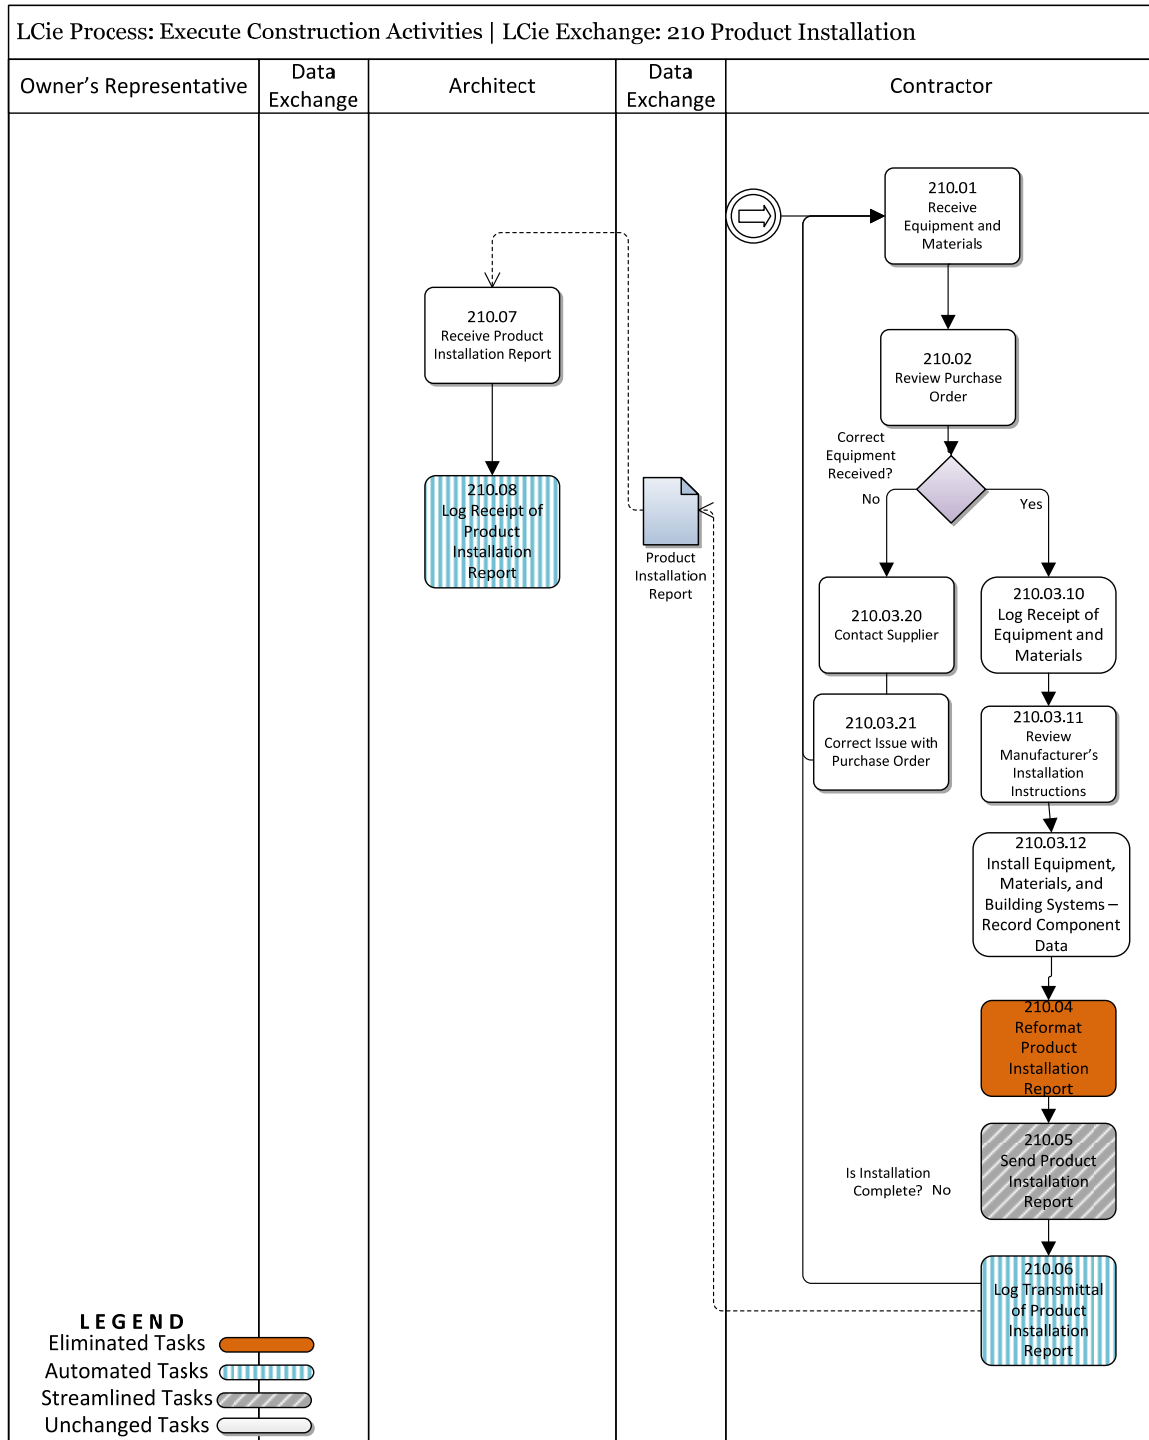 LCie Process: Execute Construction Activities | LCie Exchange: 210 Product Installation
Owner's Representative
Data
Exchange
Architect
Data
Exchange
Contractor
210.01
Receive
Equipment and
Materials
210.02
Review Purchase
Order
Correct
Equipment
Received?
No
Yes
210.03.20
Contact Supplier
210.03.21
Correct Issue with
Purchase Order
210.03.10
Log Receipt of
Equipment and
Materials
210.03.11
Review
Manufacturer's
Installation
Instructions
210.03.12
Install Equipment,
Materials, and
Building Systems –
Record Component
Data
210.04
Reformat
Product
Installation
Report
210.05
Send Product
Installation
Report
Is Installation
Complete? No
210.06
Log Transmittal
of Product
Installation
Report
Product
Installation
Report
210.07
Receive Product
Installation Report
210.08
Log Receipt of
Product
Installation
Report
LEGEND
Eliminated Tasks
Automated Tasks
Streamlined Tasks
Unchanged Tasks